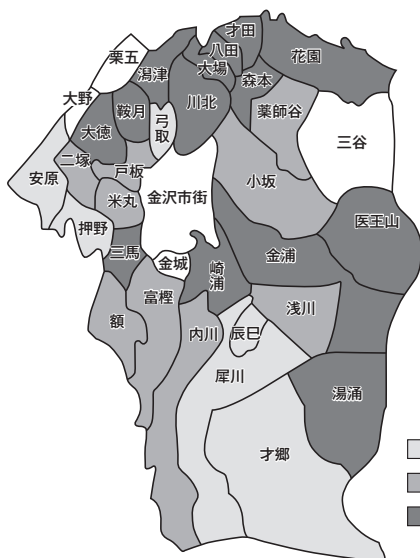 才田
八田
花園
栗五
潟津
大場
森本
大野
鞍月
川北
弓取
薬師谷
大徳
三谷
二塚
戸板
安原
小坂
米丸
金沢市街
医王山
押野
三馬
金城
崎浦
金浦
富樫
浅川
額
内川
辰巳
犀川
湯涌
才郷